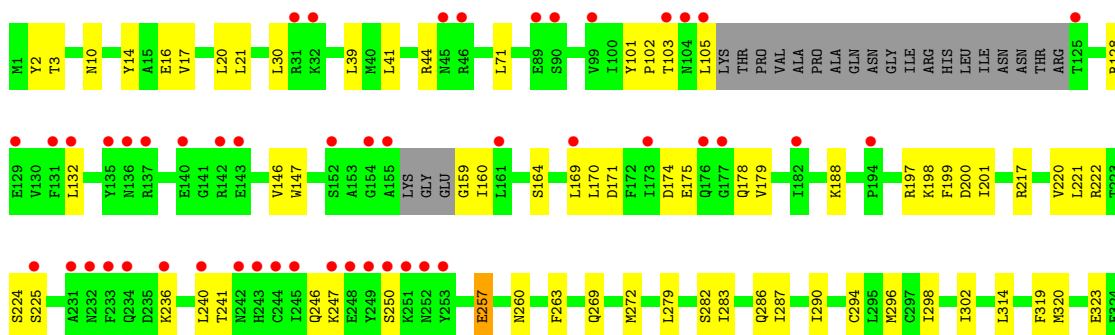 M1 Y2 T3 N10 Y14 A15 E16 V17 L20 L21 L30 R31 K32 L39 M40 L41 R44 N45 R46 L71 E89 S90 V99 I100 Y101 P102 T103 N104 L105 LYS THR PRO VAL ALA PRO ALA GLN ASN GLY ILE ARG HIS LEU ILE ASN ASN THR ARG T125 R128
E129 V130 F131 L132 Y135 N136 R137 E140 G141 R142 E143 V146 W147 S152 A153 G154 A155 LYS GLY GLU G159 I160 L161 S164 L169 L170 D171 F172 I173 D174 E175 Q176 G177 Q178 V179 I182 K188 P194 R197 K198 F199 D200 I201 R217 V220 L221 R222 T223
S224 S225 A231 N232 F233 Q234 D235 K236 L240 T241 N242 H243 C244 I245 Q246 K247 E248 Y249 S250 K251 N252 Y253 E257 N260 F263 Q269 M272 L279 S282 I283 Q286 I287 I290 C294 L295 M296 C297 I298 I302 L314 F319 M320 E323